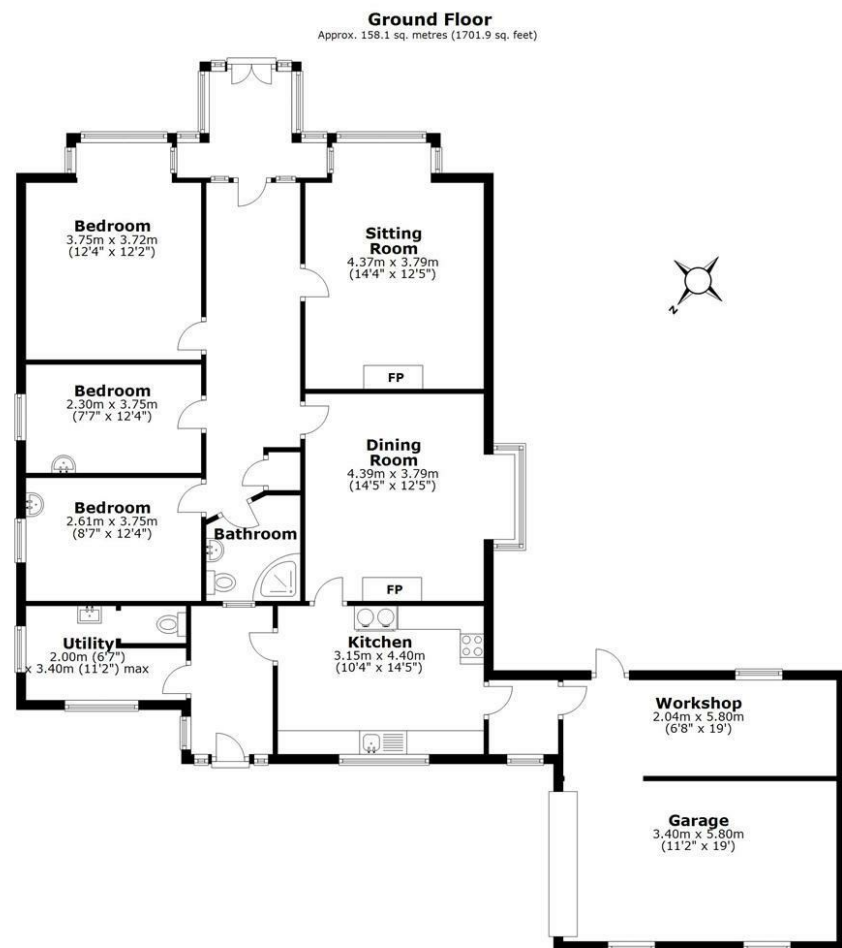 Ground Floor
Approx. 158.1 sq. metres (1701.9 sq. feet)
Bedroom
3.75m x 3.72m
(12'4" x 12'2")
Sitting
Room
4.37m x 3.79m
(14'4" x 12'5")
N
FP
Bedroom
2.30m x 3.75m
(7'7" x 12'4")
Dining
Room
4.39m x 3.79m
(14'5" x 12'5")
Bedroom
2.61m x 3.75m
(8'7" x 12'4")
Bathroom
FP
Utility
2.00m (6'7")
x 3.40m (11'2") max
Kitchen
3.15m x 4.40m
(10'4" x 14'5")
Workshop
2.04m x 5.80m
(6'8" x 19')
Garage
3.40m x 5.80m
(11'2" x 19')